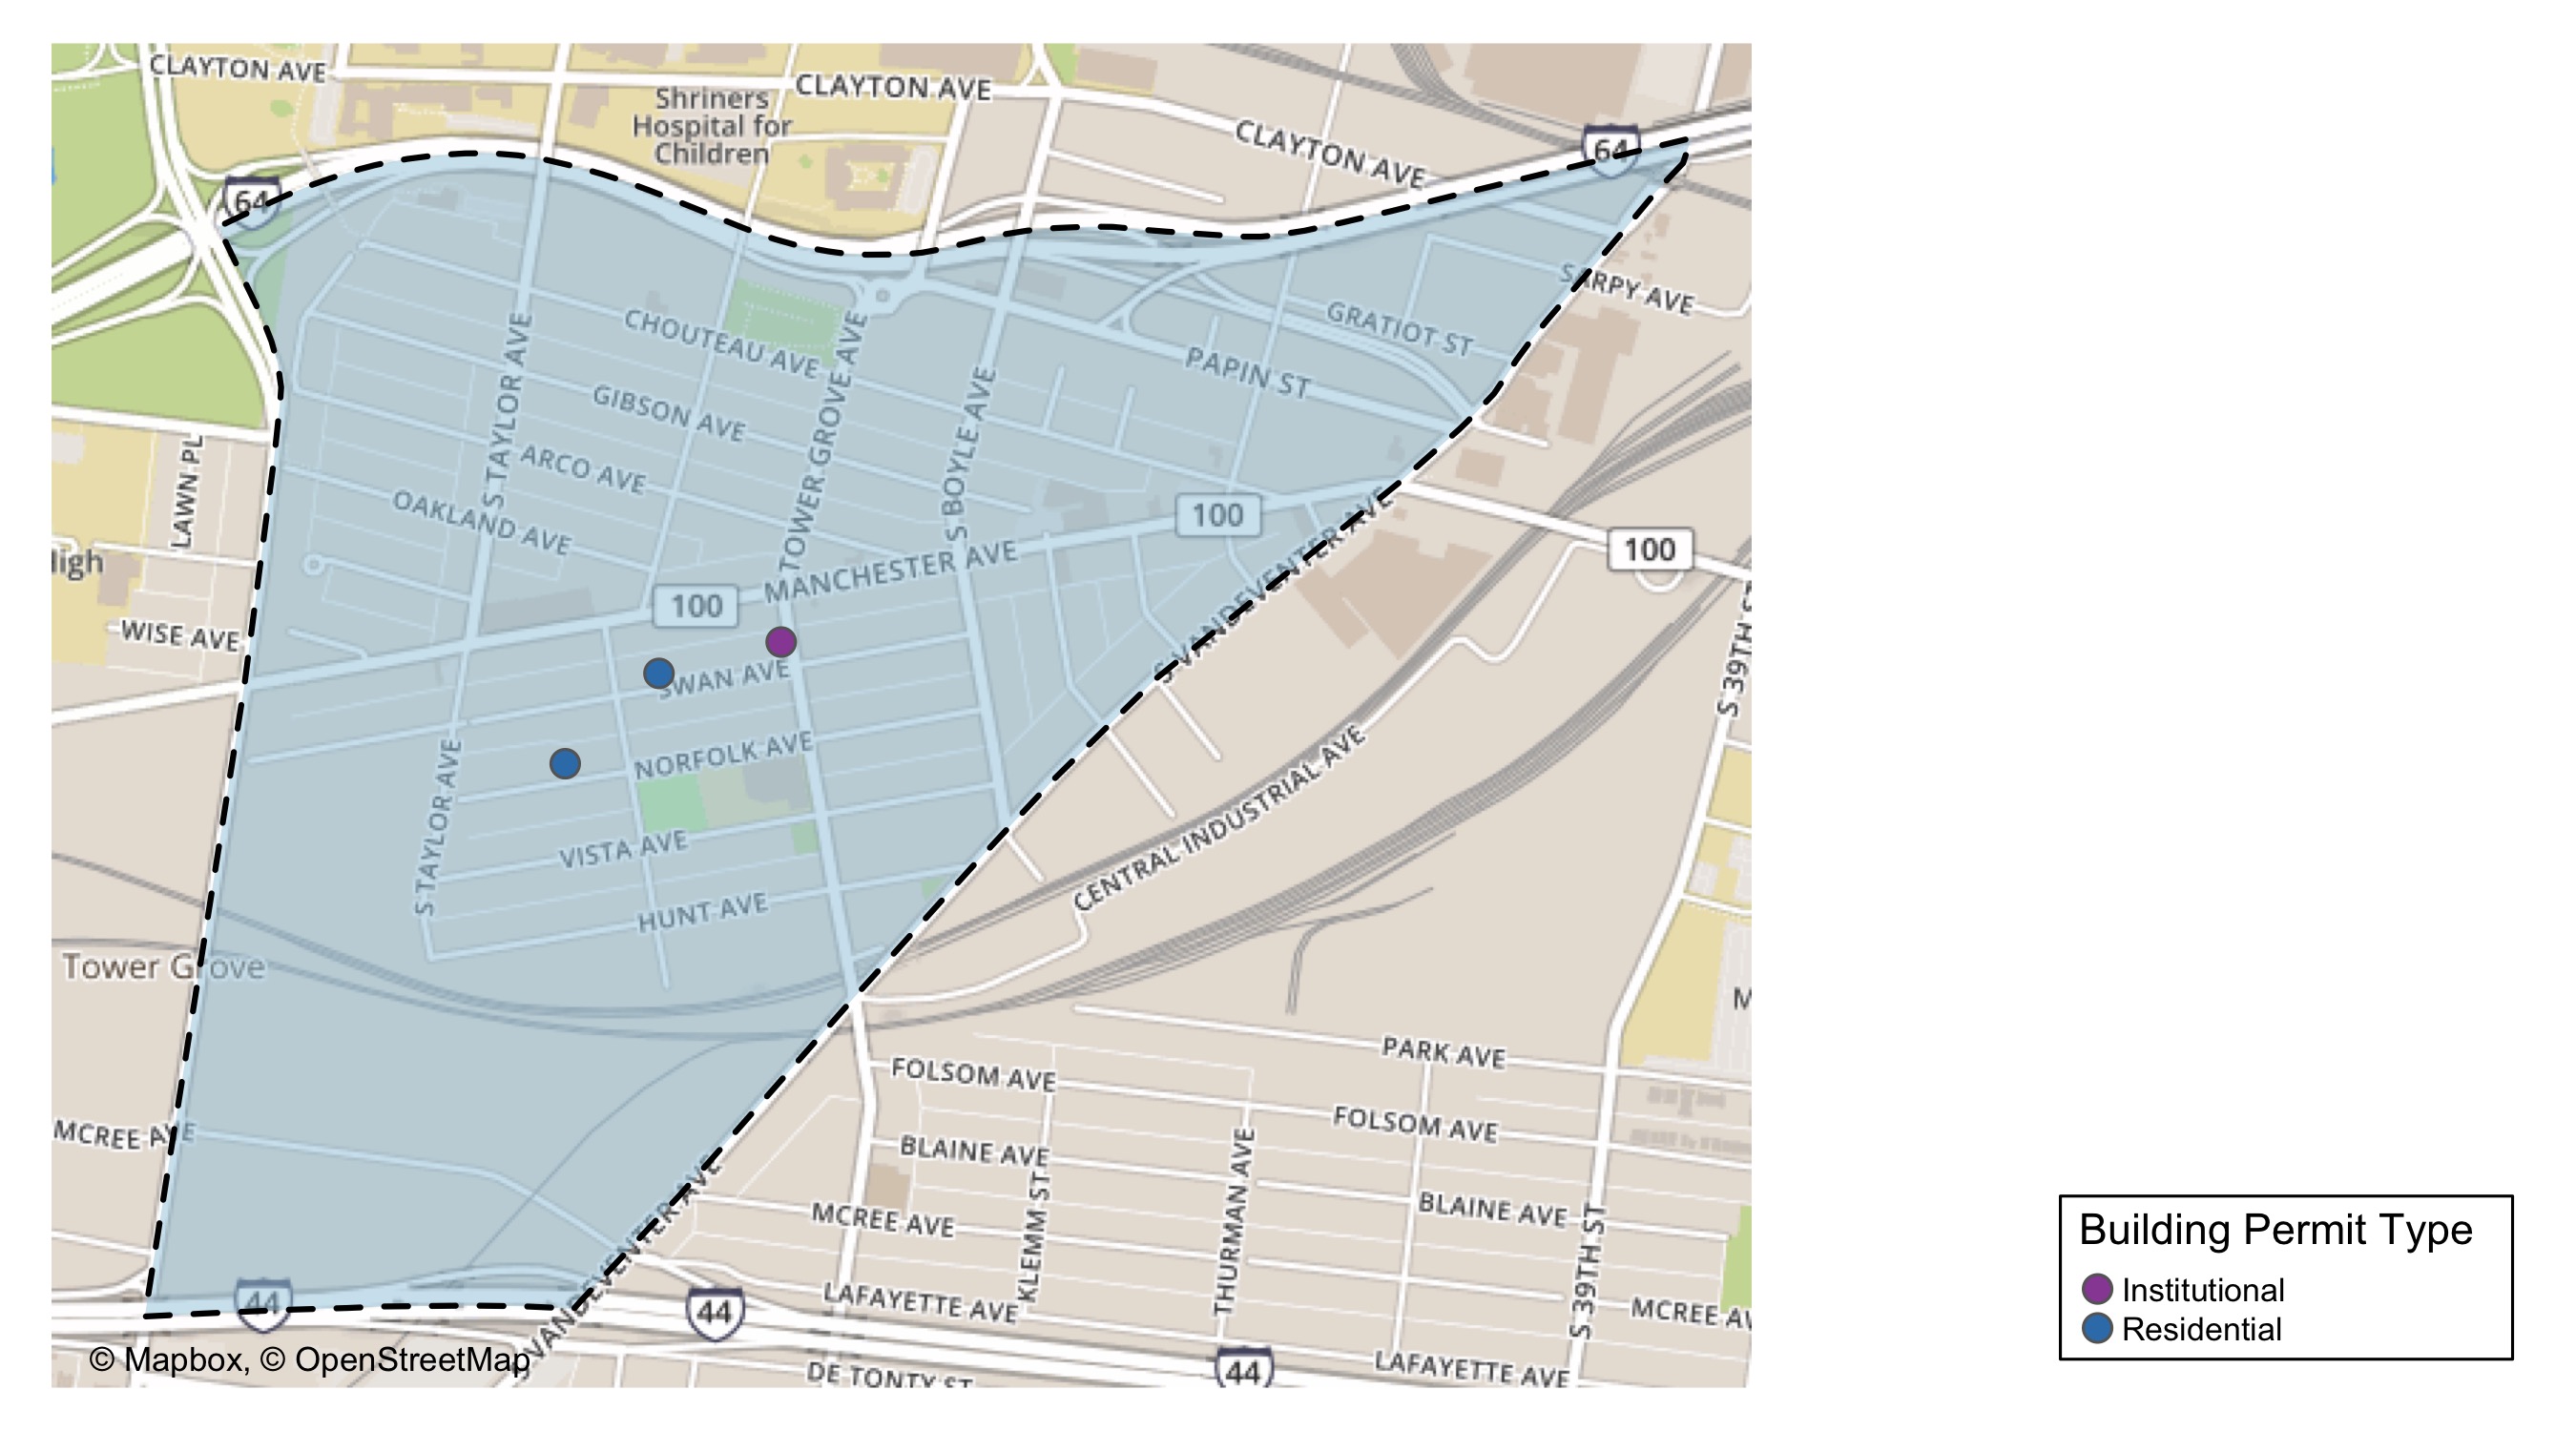 CLAYTON AVE
CLAYTON AVE
Shriners
Hospital for
Children
CLAYTON AVE
64
64
SARPY AVE
GRATIOT ST
CHOUTEAU AVE
PAPIN ST
GIBSON AVE
S TAYLOR AVE
TOWER GROVE AVE
S BOYLE AVE
ARCO AVE
LAWN PL
OAKLAND AVE
100
100
MANCHESTER AVE
100
S VANDEVENTER AVE
WISE AVE
SWAN AVE
S 39TH ST
NORFOLK AVE
S TAYLOR AVE
VISTA AVE
CENTRAL INDUSTRIAL AVE
HUNT AVE
Tower Grove
PARK AVE
FOLSOM AVE
FOLSOM AVE
MCREE AVE
BLAINE AVE
BLAINE AVE
KLEMM ST
THURMAN AVE
S 39TH ST
MCREE AVE
S VANDEVENTER AVE
LAFAYETTE AVE
MCREE AV
44
44
44
LAFAYETTE AVE
DE TONTY ST
© Mapbox, © OpenStreetMap
Building Permit Type
Institutional
Residential